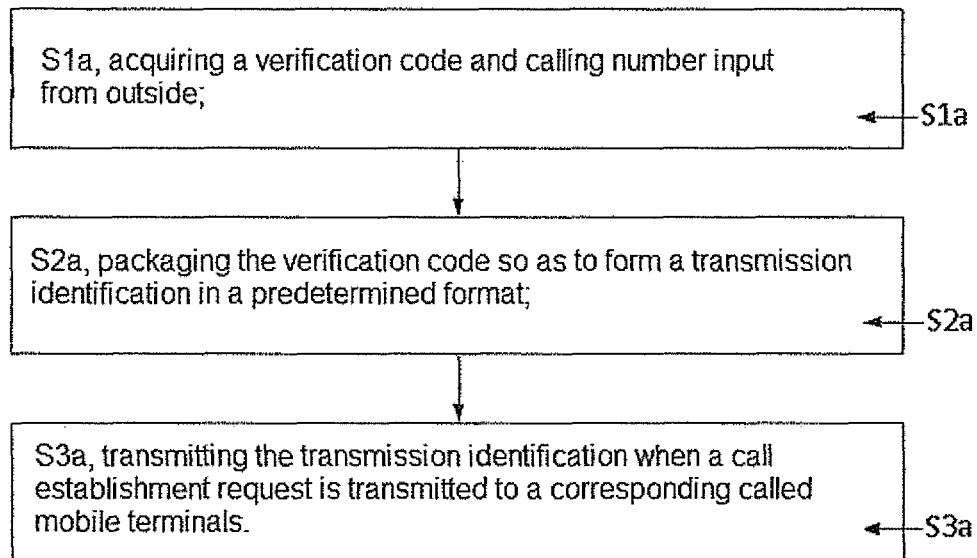 S1a, acquiring a verification code and calling number input
from outside;
S1a
S2a, packaging the verification code so as to form a transmission
identification in a predetermined format;
S2a
S3a, transmitting the transmission identification when a call
establishment request is transmitted to a corresponding called
mobile terminals.
S3a